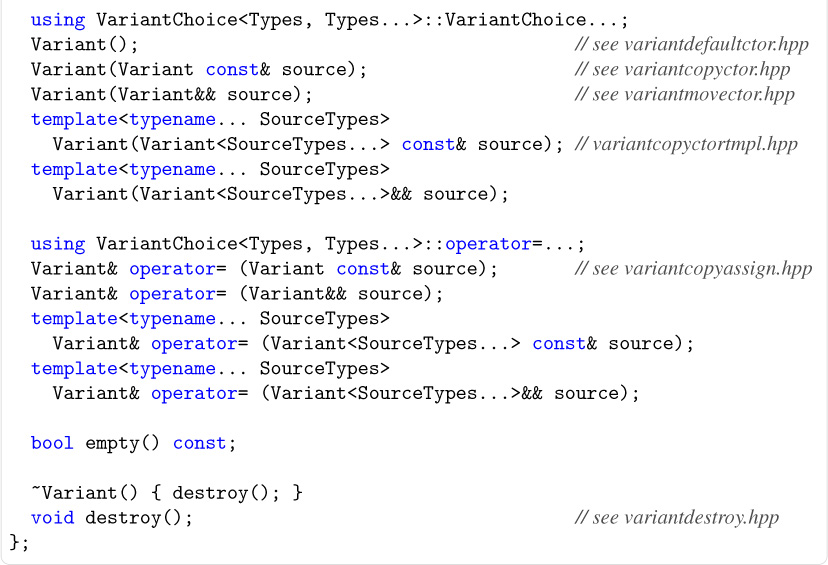 using VariantChoice<Types, Types...>::VariantChoice...;
Variant(); // see variantdefaultctor.hpp
Variant(Variant const& source); // see variantcopyctor.hpp
Variant(Variant&& source); // see variantmovector.hpp
template<typename... SourceTypes>
Variant(Variant<SourceTypes...> const& source); // variantcopyctortmpl.hpp
template<typename... SourceTypes>
Variant(Variant<SourceTypes...>&& source);
using VariantChoice<Types, Types...>::operator=...;
Variant& operator= (Variant const& source); // see variantcopyassign.hpp
Variant& operator= (Variant&& source);
template<typename... SourceTypes>
Variant& operator= (Variant<SourceTypes...> const& source);
template<typename... SourceTypes>
Variant& operator= (Variant<SourceTypes...>&& source);
bool empty() const;
~Variant() { destroy(); }
void destroy(); // see variantdestroy.hpp
};